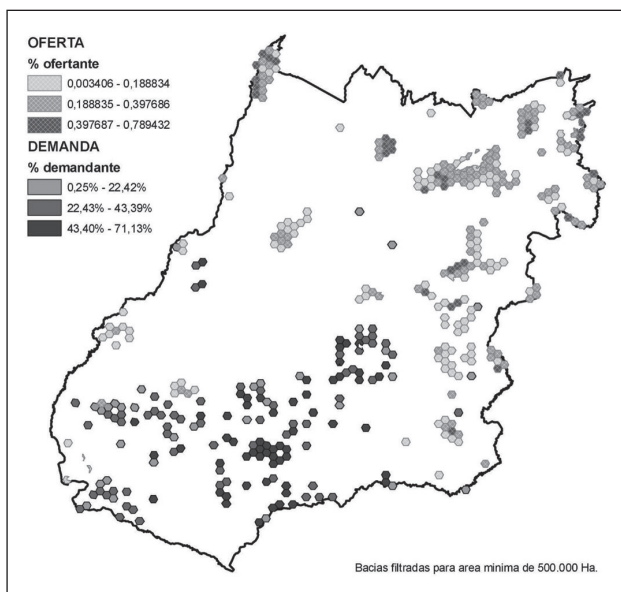 OFERTA
% ofertante
0,003406 - 0,188834
0,188835 - 0,397686
0,397687 - 0,789432
DEMANDA
% demandante
0,25% - 22,42%
22,43% - 43,39%
43,40% - 71,13%
Bacias filtradas para area minima de 500.000 Ha.